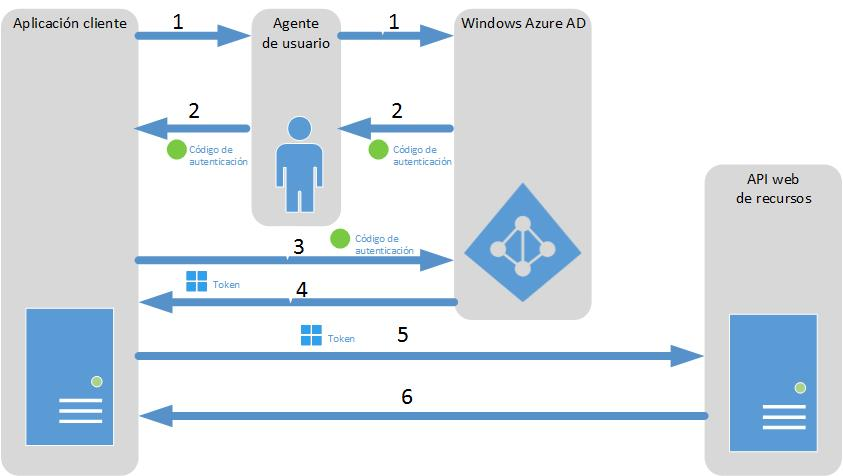 Aplicación cliente
1
Agente
de usuario
1
Windows Azure AD
2
Código de
autenticación
2
Código de
autenticación
API web
de recursos
3
Código de
autenticación
Token
4
Token
5
6